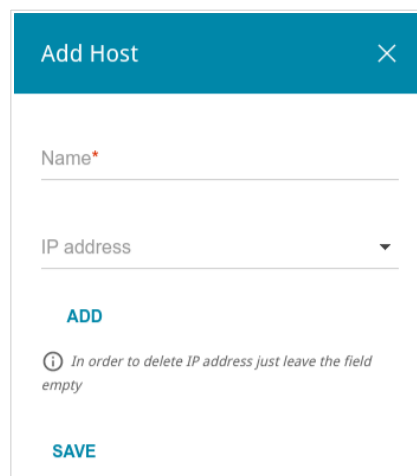 Add Host
Name*
IP address
ADD
In order to delete IP address just leave the field
empty
SAVE